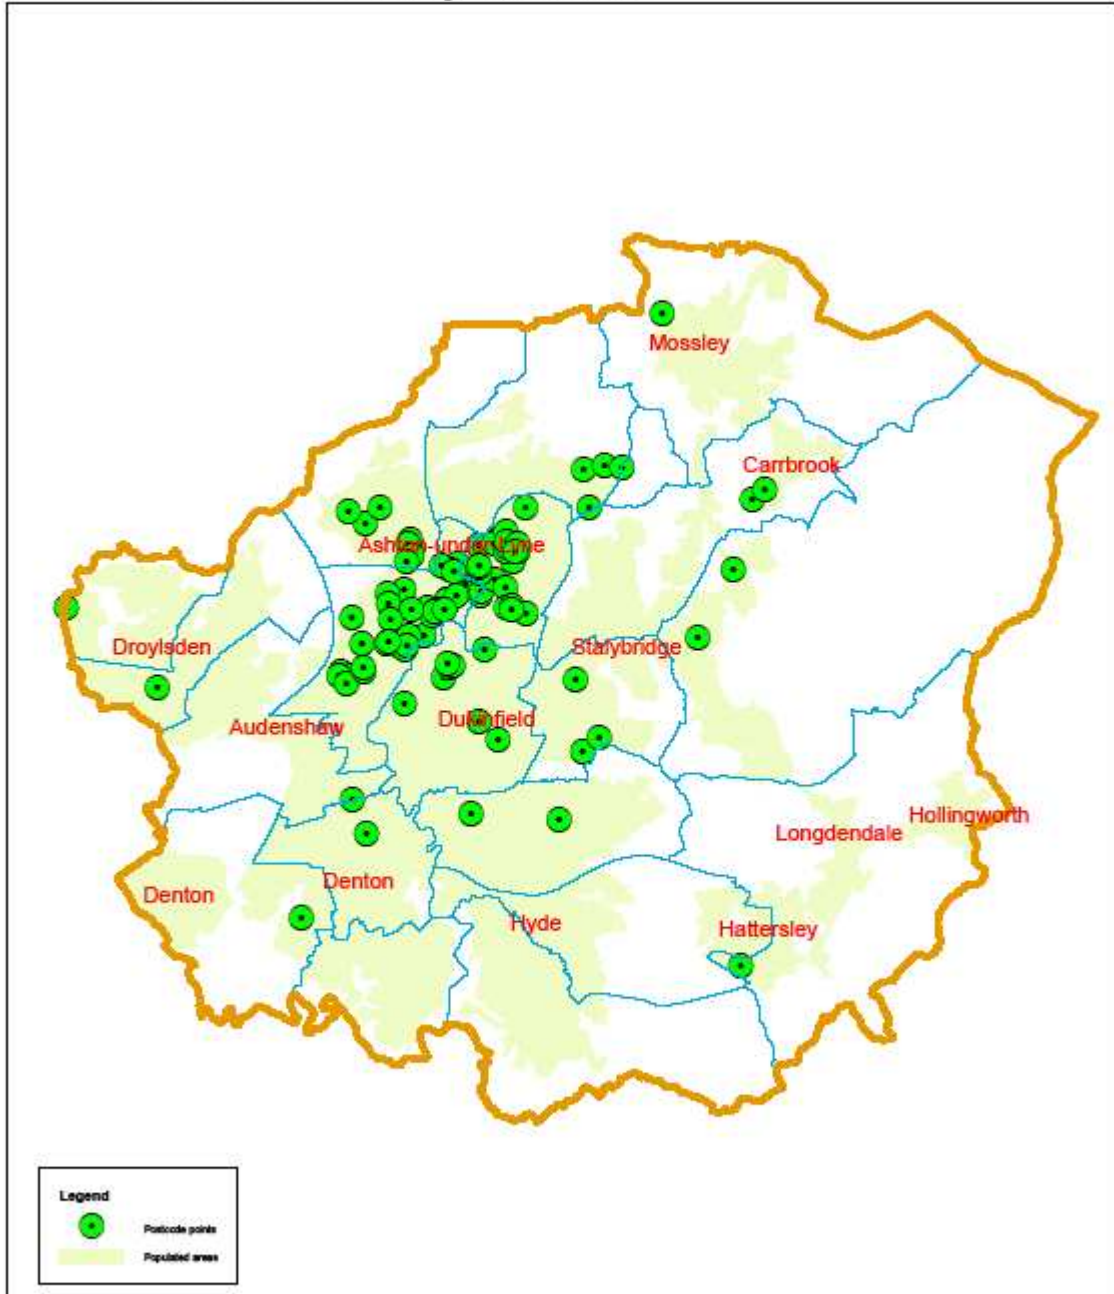 Mossley
Carrbrook
Ashton-under-Lyne
Droylsden
Stalybridge
Audenshaw
Dukinfield
Hollingworth
Longdendale
Denton
Denton
Hyde
Hattersley
Legend
Postcode points
Populated areas